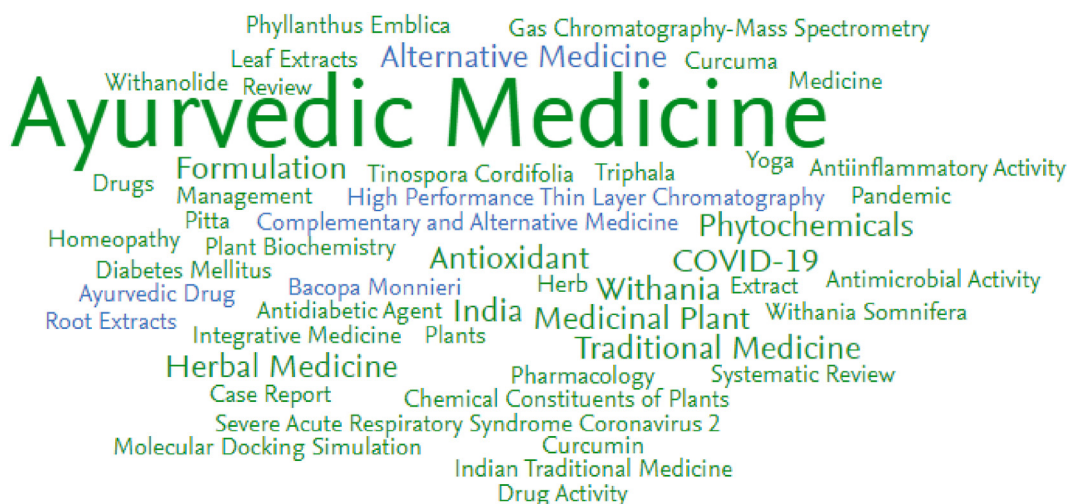 Phyllanthus Emblica Gas Chromatography-Mass Spectrometry
Leaf Extracts Alternative Medicine Curcuma
Withanolide Review Medicine
Ayurvedic Medicine
Formulation Tinospora Cordifolia Triphala Yoga Antiinflammatory Activity
Drugs Management High Performance Thin Layer Chromatography Pandemic
Pitta Complementary and Alternative Medicine Phytochemicals
Homeopathy Plant Biochemistry Antioxidant COVID-19
Diabetes Mellitus Antimicrobial Activity
Ayurvedic Drug Bacopa Monnieri Herb Withania Extract
Root Extracts Antidiabetic Agent India Medicinal Plant Withania Somnifera
Integrative Medicine Plants Traditional Medicine
Herbal Medicine Pharmacology Systematic Review
Case Report Chemical Constituents of Plants
Severe Acute Respiratory Syndrome Coronavirus 2
Molecular Docking Simulation Curcumin
Indian Traditional Medicine
Drug Activity